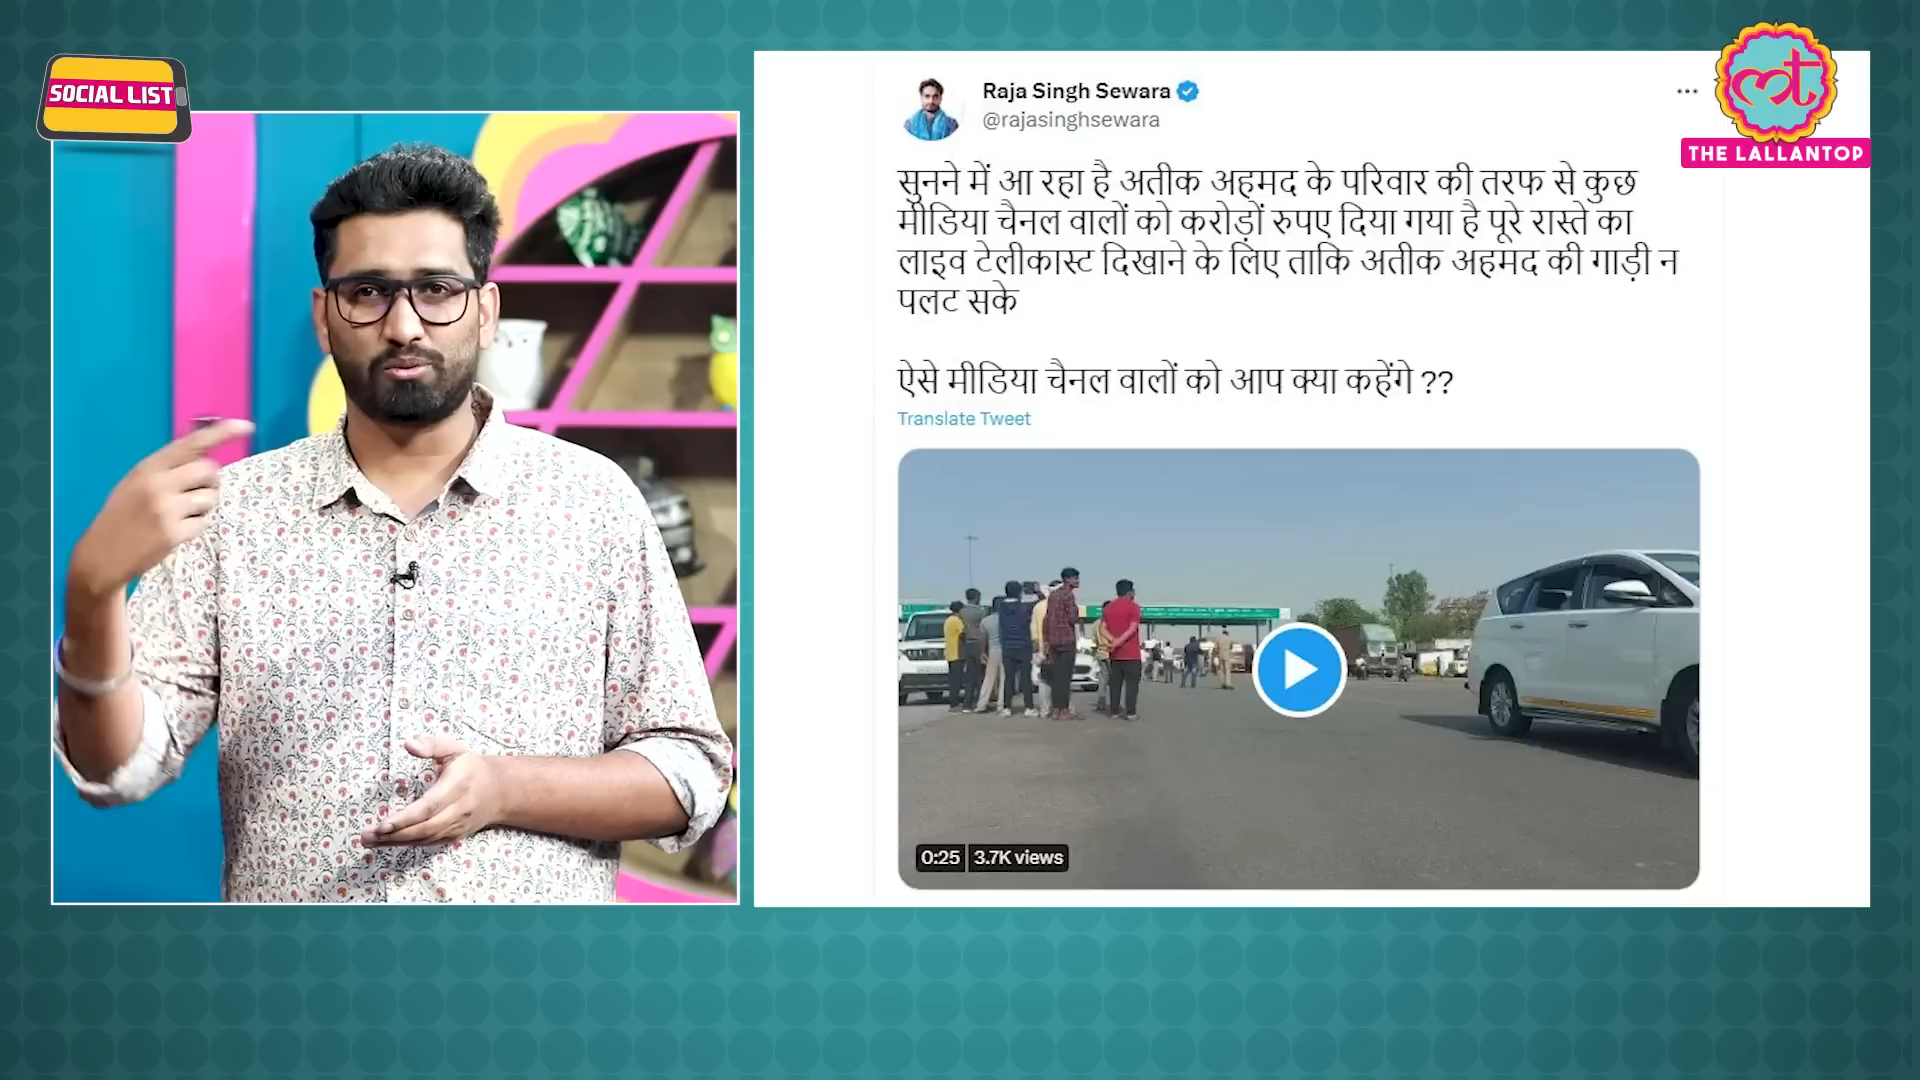 SOCIAL LIST
Raja Singh Sewara
@rajasinghsewara
THE LALLANTOP
सुनने में आ रहा है अतीक अहमद के परिवार की तरफ से कुछ
मीडिया चैनल वालों को करोड़ों रुपए दिया गया है पूरे रास्ते का
लाइव टेलीकास्ट दिखाने के लिए ताकि अतीक अहमद की गाड़ी न
पलट सके
ऐसे मीडिया चैनल वालों को आप क्या कहेंगे ??
Translate Tweet
0:25 3.7K views